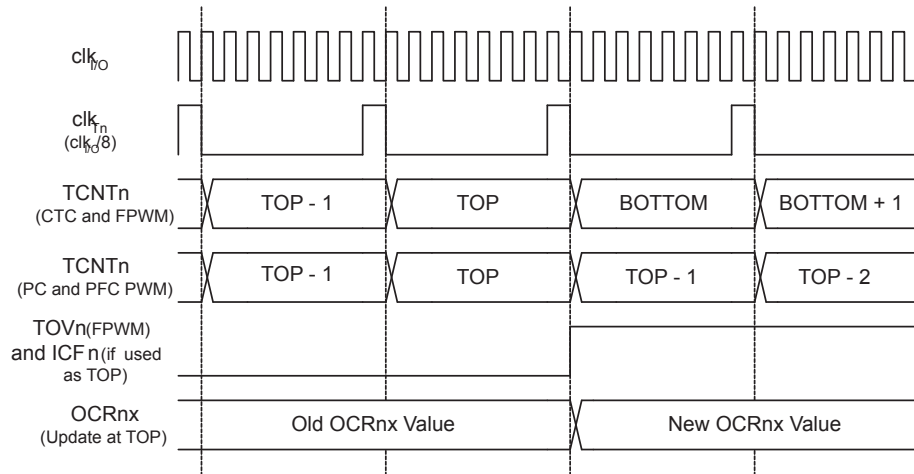 clkI/O
clkTn
(clkI/O/8)
TCNTn
(CTC and FPWM)
TOP - 1 TOP BOTTOM BOTTOM + 1
TCNTn
(PC and PFC PWM)
TOP - 1 TOP TOP - 1 TOP - 2
TOVn(FPWM)
and ICFn(if used
as TOP)
OCRnx
(Update at TOP)
Old OCRnx Value New OCRnx Value